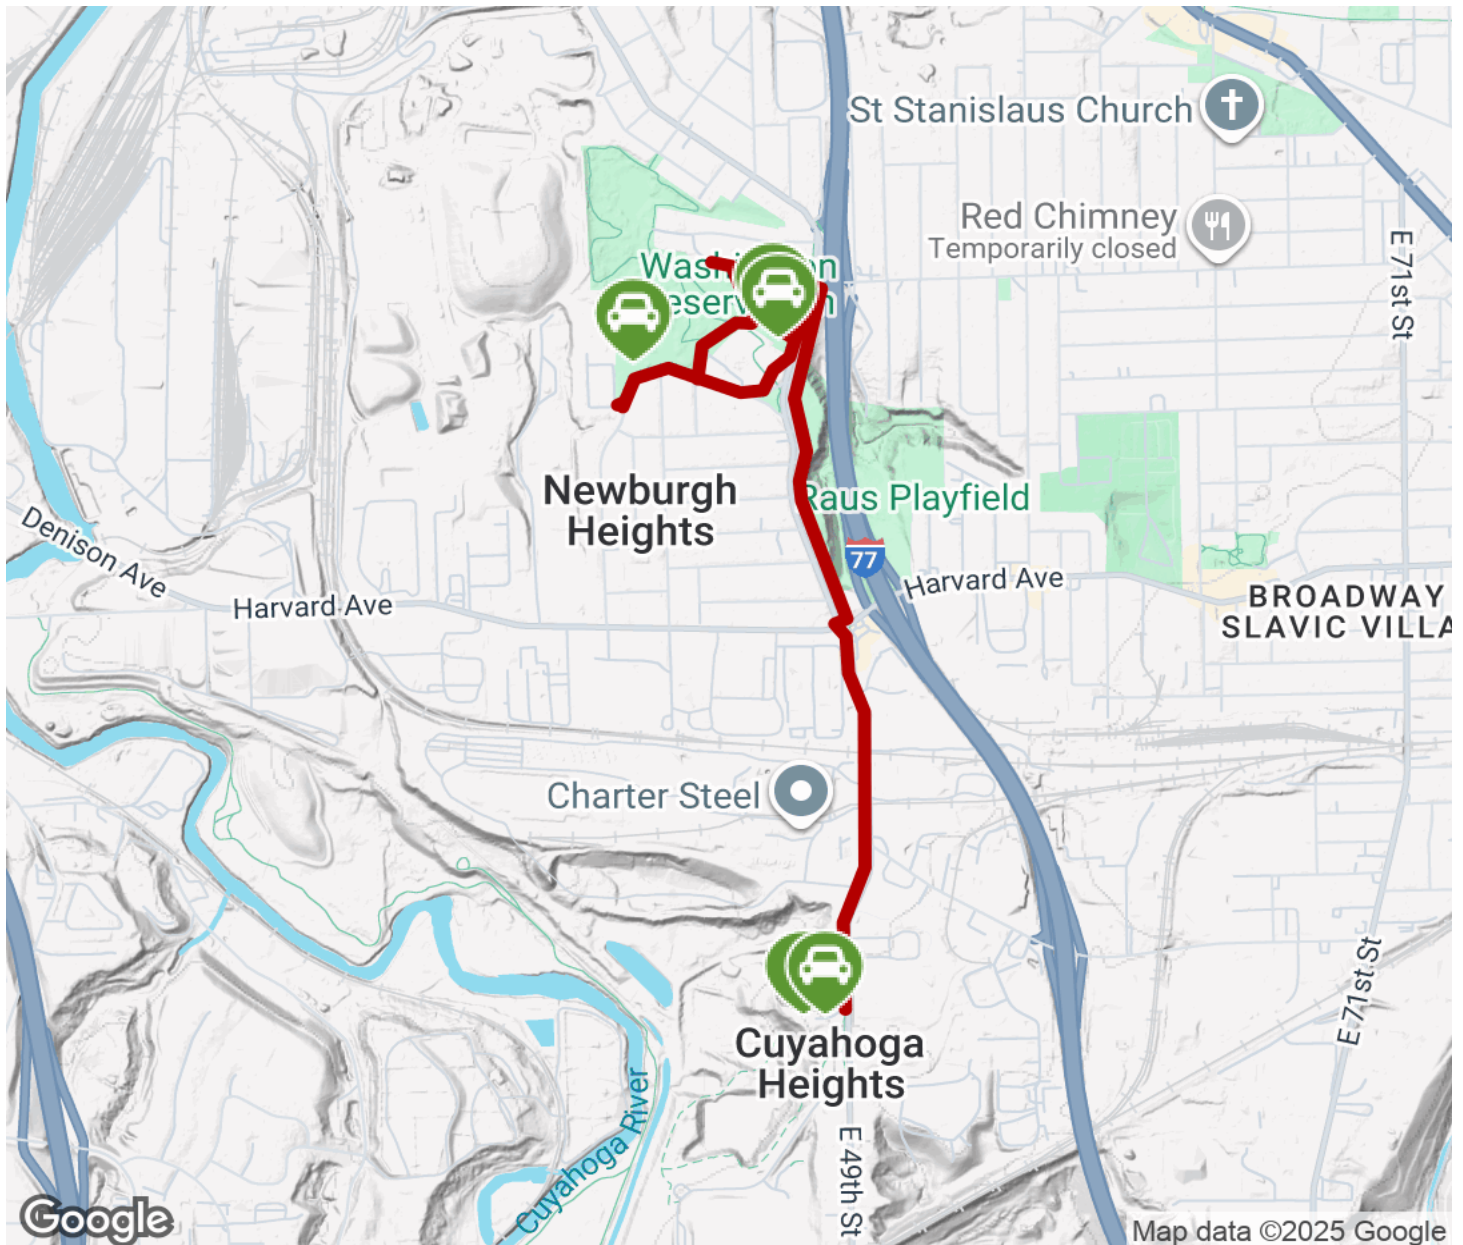 St Stanislaus Church
Red Chimney
Temporarily closed
E 71st St
Newburgh
Heights
Raus Playfield
77
Denison Ave
Harvard Ave
Harvard Ave
BROADWAY
SLAVIC VILLA
Charter Steel
Cuyahoga
Heights
Cuyahoga River
E 49th St
E 71st St
Google
Map data ©2025 Google